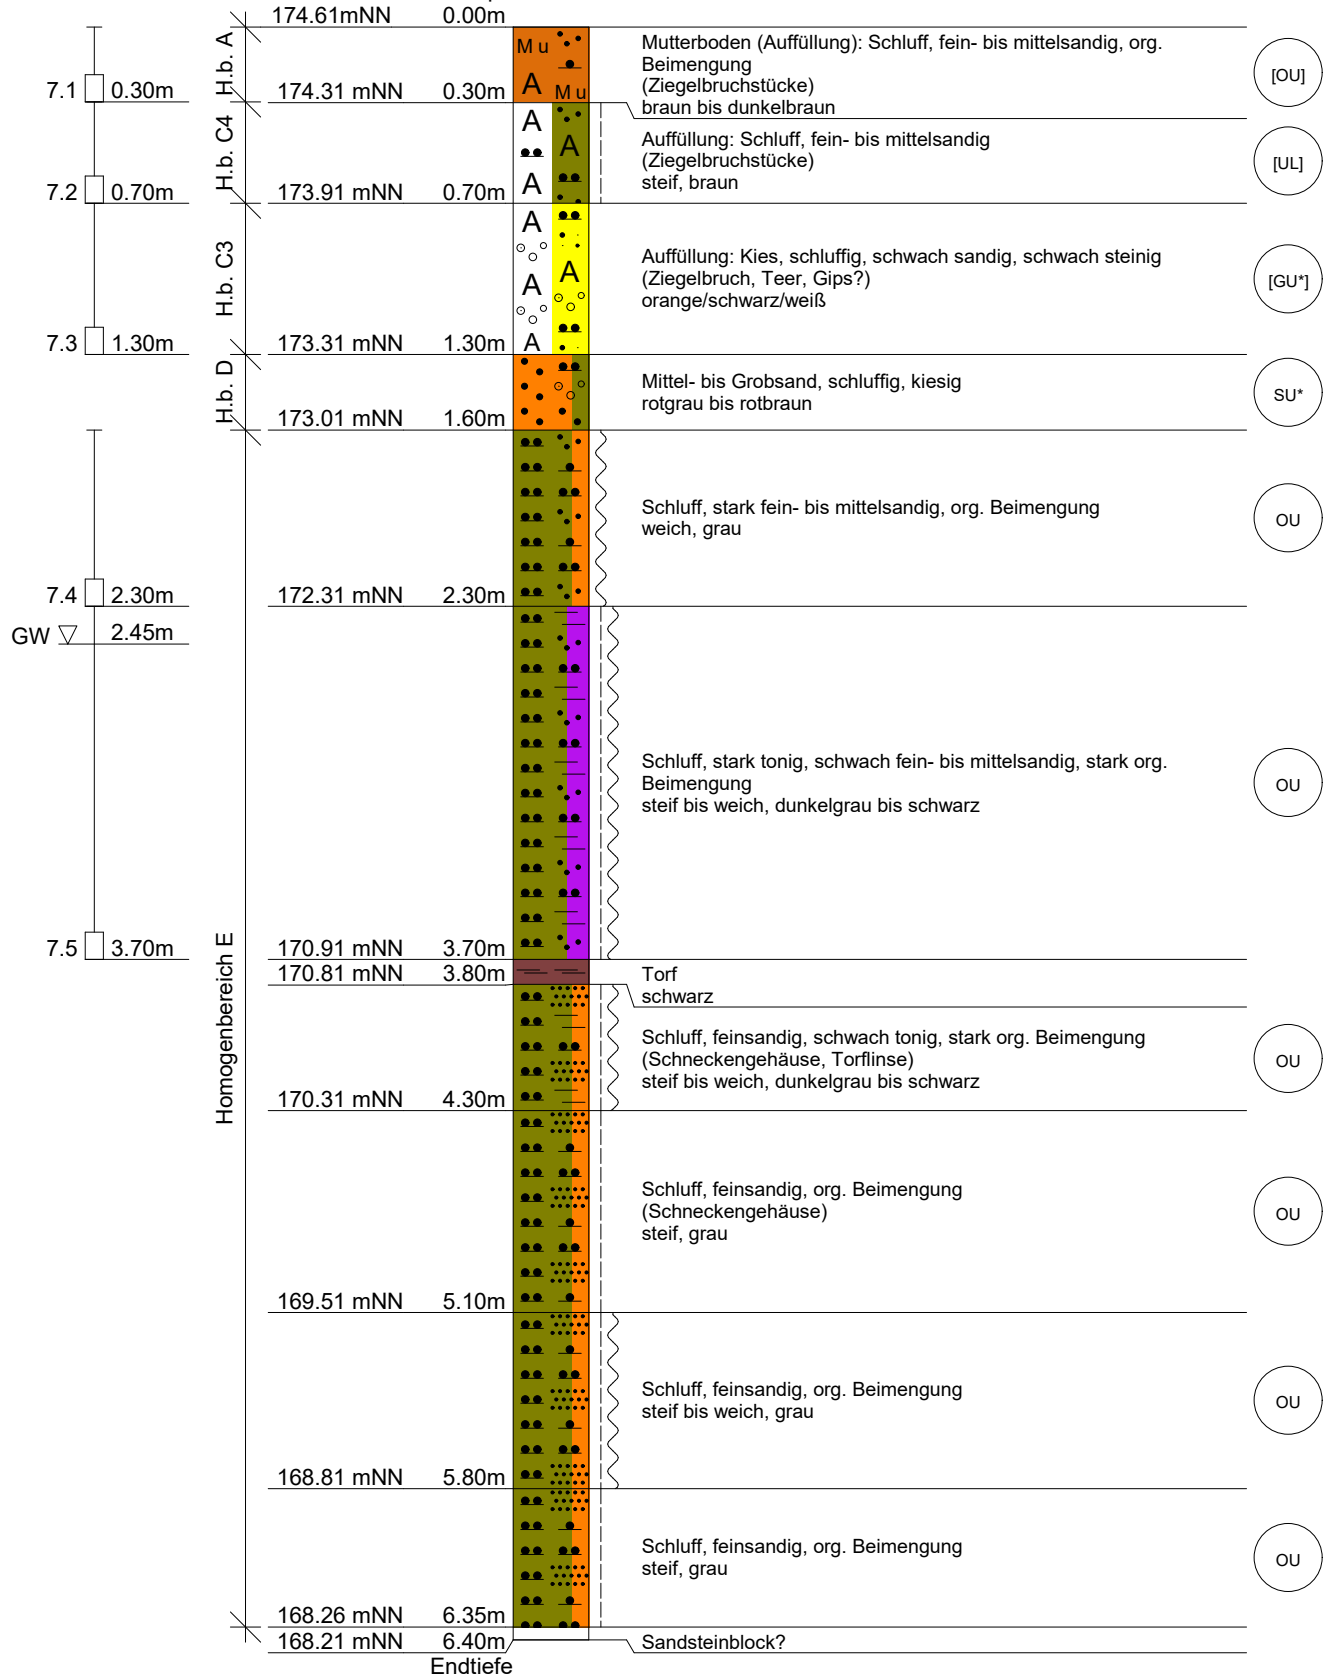 174.61mNN 0.00m
H.b. A
Mu
A Mu
Mutterboden (Auffüllung): Schluff, fein- bis mittelsandig, org.
Beimengung
(Ziegelbruchstücke)
braun bis dunkelbraun
[OU]
7.1 0.30m
174.31 mNN 0.30m
H.b. C4
A
A
A
Auffüllung: Schluff, fein- bis mittelsandig
(Ziegelbruchstücke)
steif, braun
[UL]
7.2 0.70m
173.91 mNN 0.70m
H.b. C3
A
A
A
A
Auffüllung: Kies, schluffig, schwach sandig, schwach steinig
(Ziegelbruch, Teer, Gips?)
orange/schwarz/weiß
[GU*]
7.3 1.30m
173.31 mNN 1.30m
H.b. D
Mittel- bis Grobsand, schluffig, kiesig
rotgrau bis rotbraun
SU*
173.01 mNN 1.60m
Schluff, stark fein- bis mittelsandig, org. Beimengung
weich, grau
OU
7.4 2.30m
172.31 mNN 2.30m
GW 2.45m
Schluff, stark tonig, schwach fein- bis mittelsandig, stark org.
Beimengung
steif bis weich, dunkelgrau bis schwarz
OU
7.5 3.70m
170.91 mNN 3.70m
Homogenbereich E
170.81 mNN 3.80m
Torf
schwarz
Schluff, feinsandig, schwach tonig, stark org. Beimengung
(Schneckengehäuse, Torflinse)
steif bis weich, dunkelgrau bis schwarz
OU
170.31 mNN 4.30m
Schluff, feinsandig, org. Beimengung
(Schneckengehäuse)
steif, grau
OU
169.51 mNN 5.10m
Schluff, feinsandig, org. Beimengung
steif bis weich, grau
OU
168.81 mNN 5.80m
Schluff, feinsandig, org. Beimengung
steif, grau
OU
168.26 mNN 6.35m
168.21 mNN 6.40m
Sandsteinblock?
Endtiefe